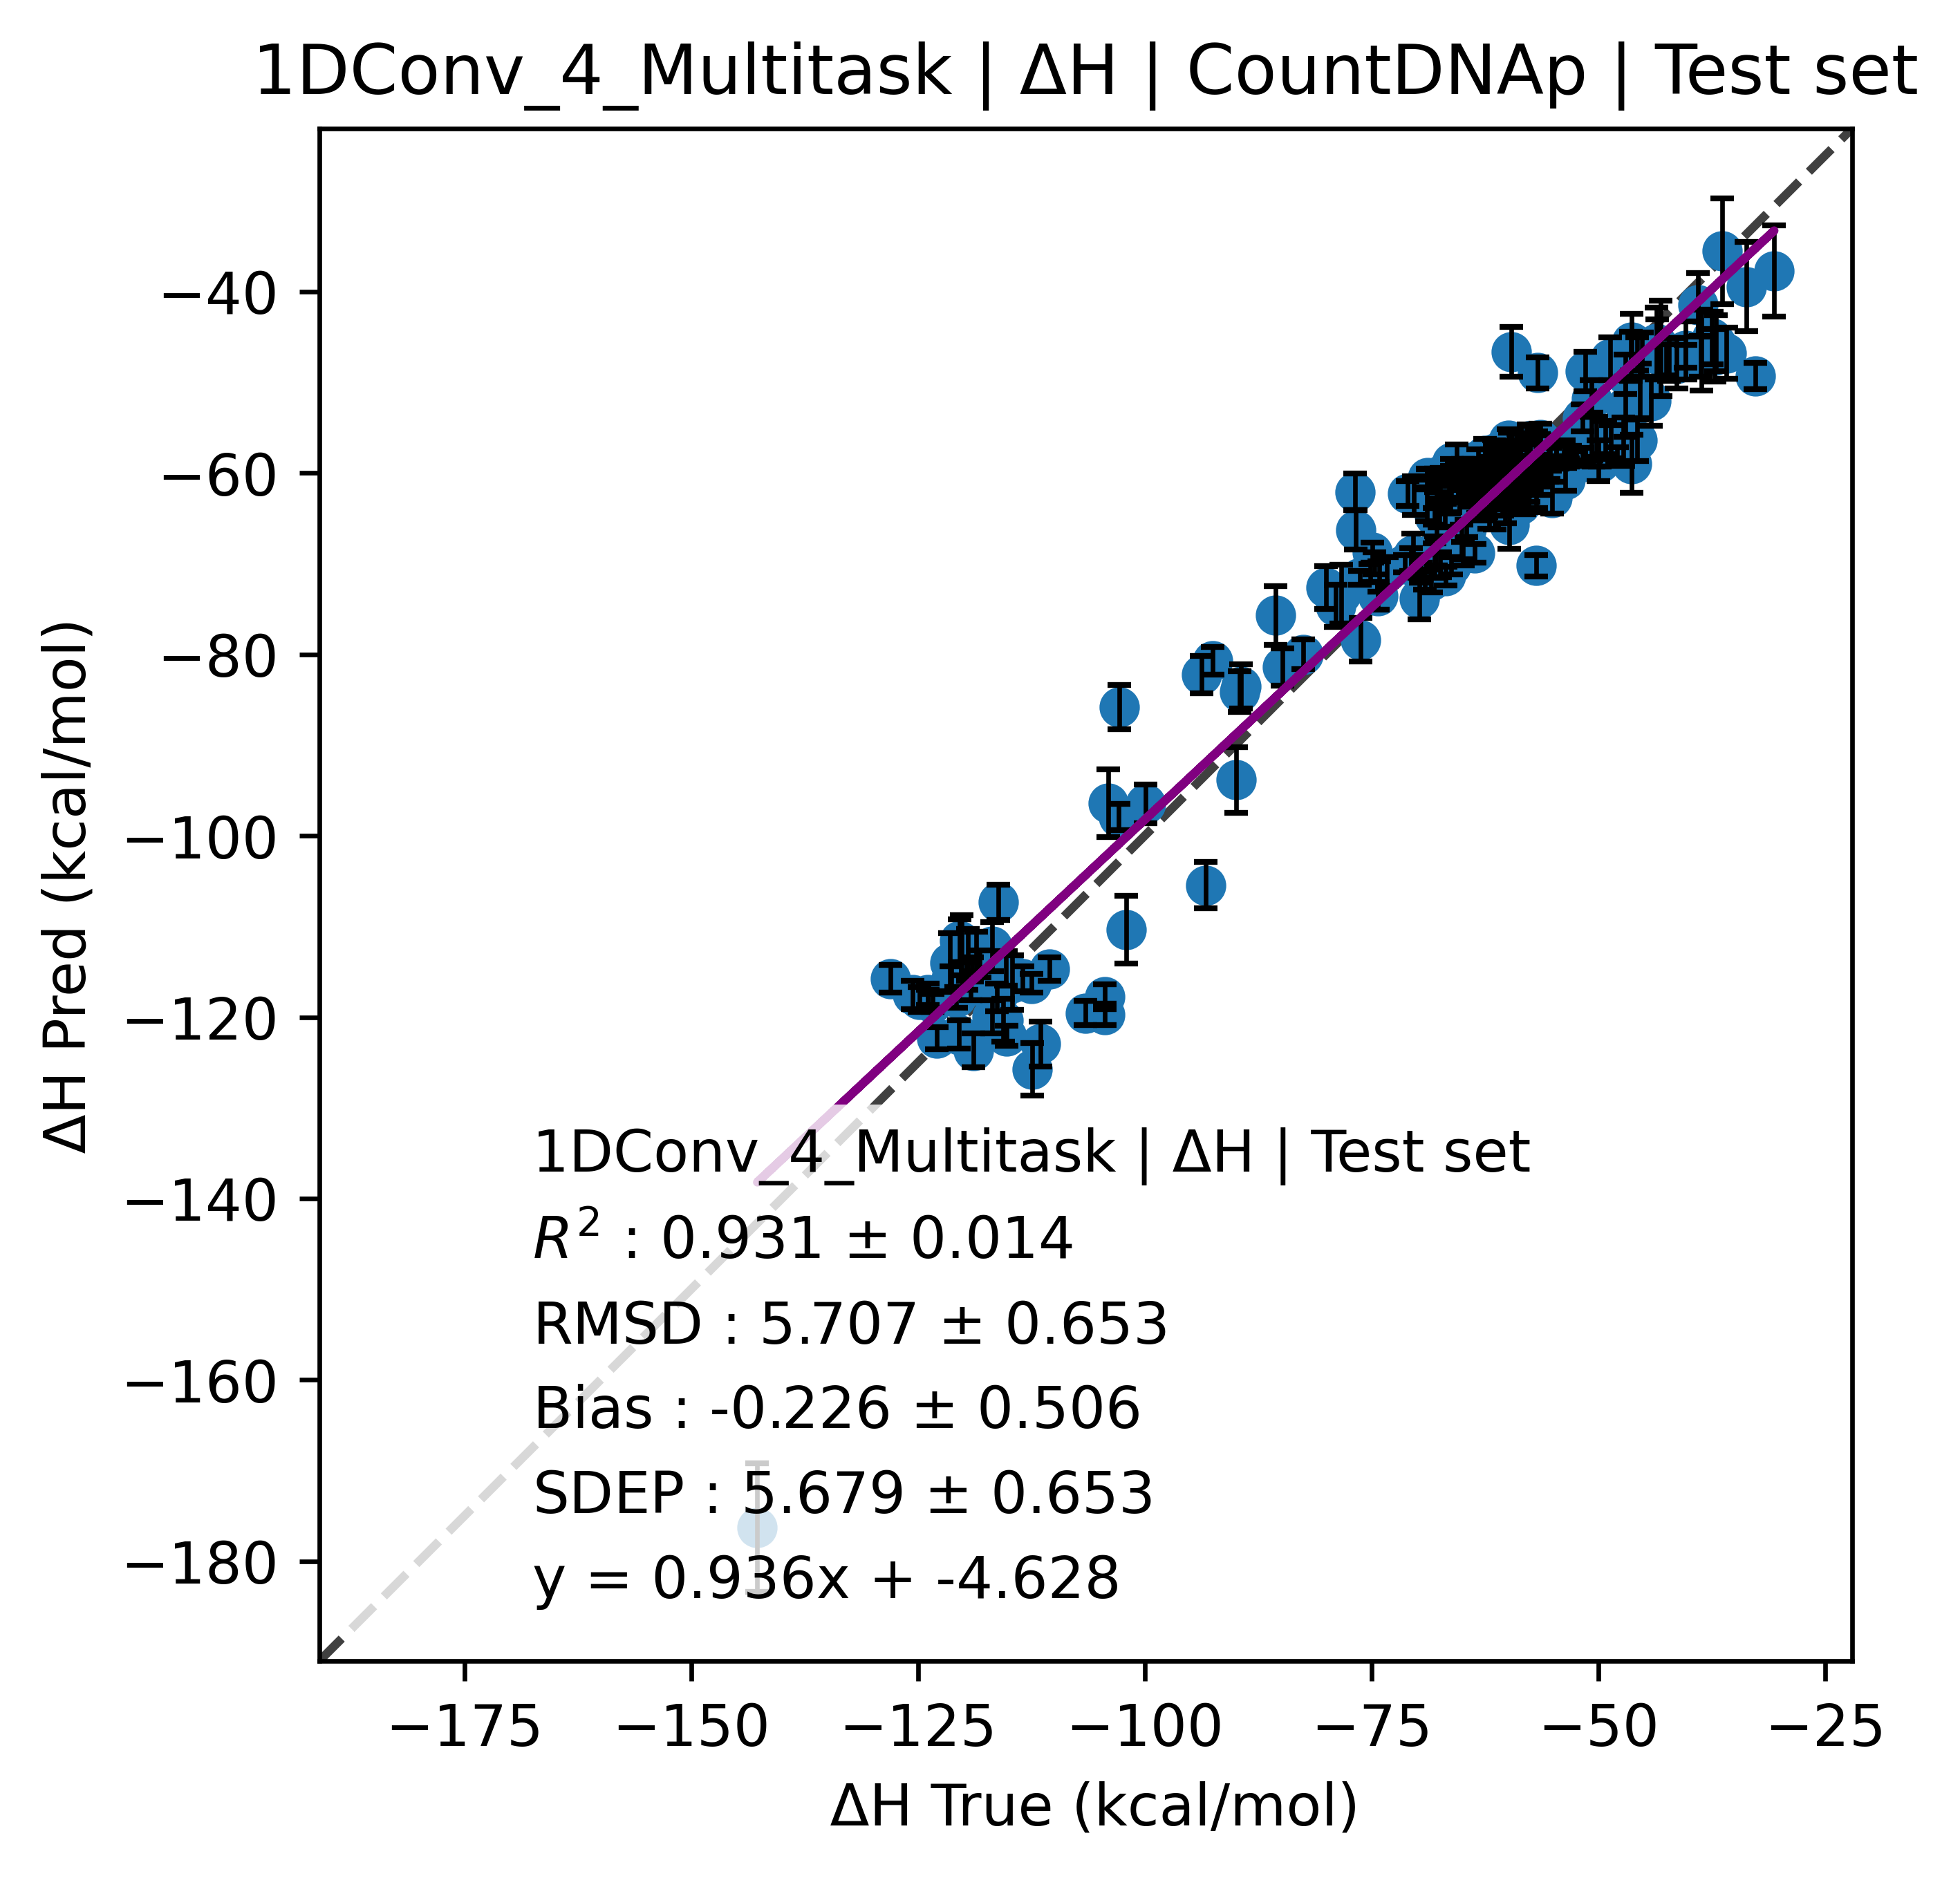 1DConv_4_Multitask | ΔH | CountDNAp | Test set
ΔH Pred (kcal/mol)
−40
−60
−80
−100
−120
−140
−160
−180
1DConv_4_Multitask | ΔH | Test set
R² : 0.931 ± 0.014
RMSD : 5.707 ± 0.653
Bias : -0.226 ± 0.506
SDEP : 5.679 ± 0.653
y = 0.936x + -4.628
−175 −150 −125 −100 −75 −50 −25
ΔH True (kcal/mol)